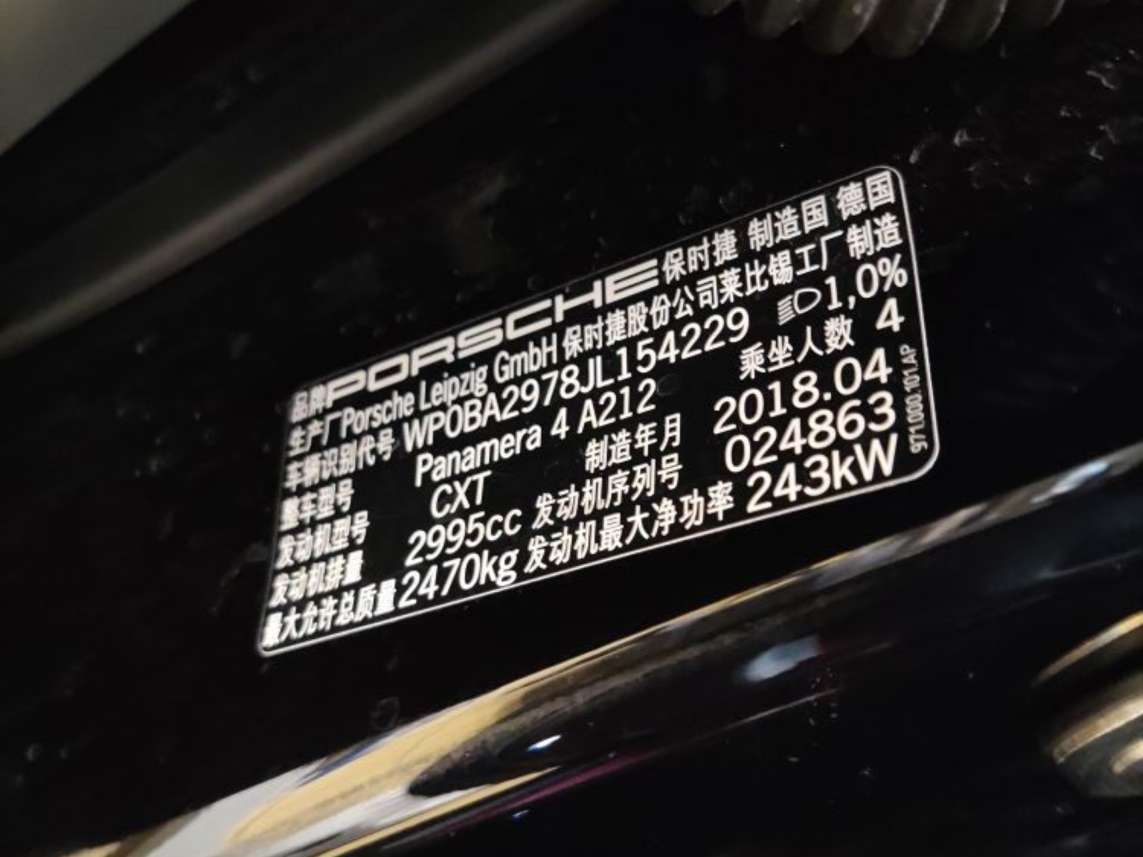 品牌PORSCHE保时捷 制造国 德国
生产厂Porsche Leipzig GmbH 保时捷股份公司莱比锡工厂制造
车辆识别代号 WP0BA2978JL154229 1,0%
整车型号 Panamera 4 A212 乘坐人数 4
发动机型号 CXT 制造年月 2018.04
发动机排量 2995cc 发动机序列号 024863
最大允许总质量 2470kg 发动机最大净功率 243kW
971.000.101.AP